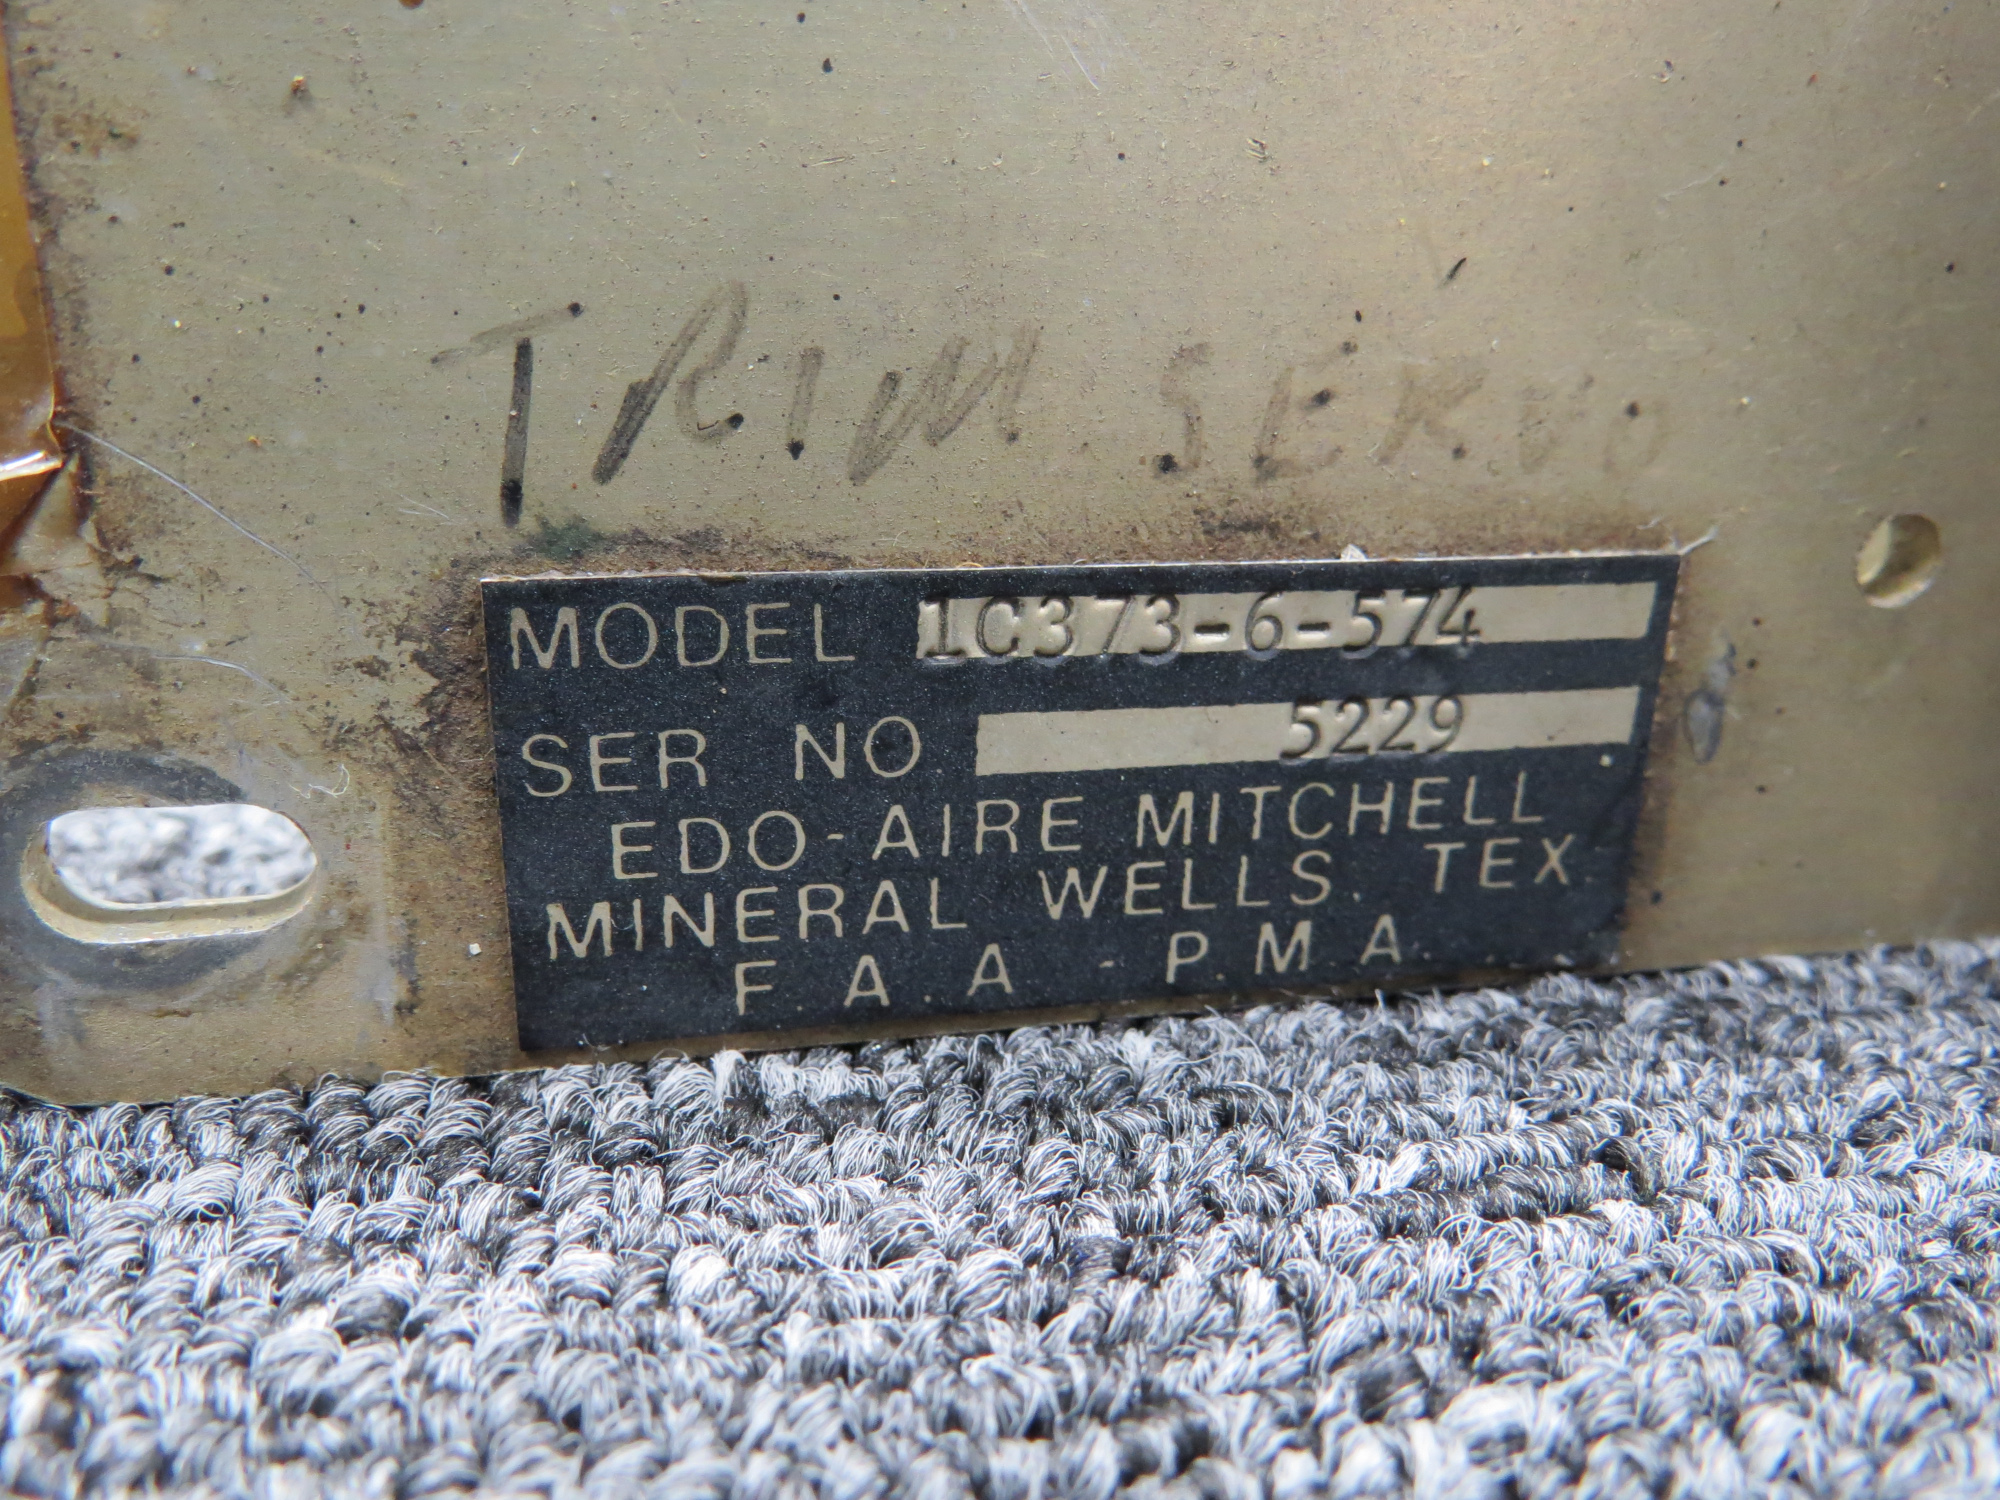 TRIM SERVO
MODEL 1C373-6-574
SER NO 5229
EDO-AIRE MITCHELL
MINERAL WELLS. TEX.
F.A.A.-P.M.A.